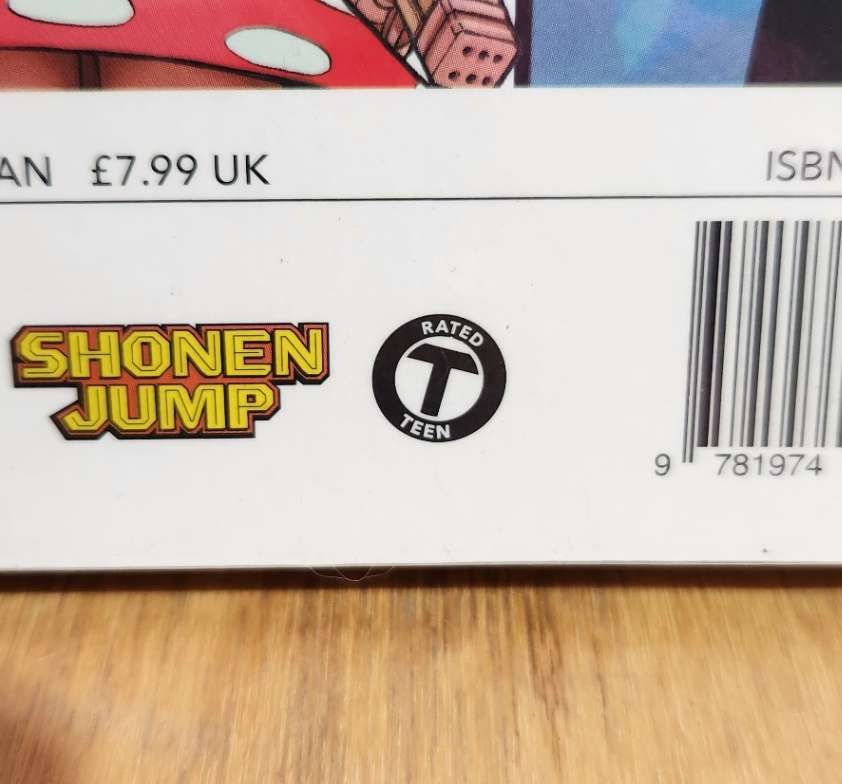 AN £7.99 UK
ISBN
SHONEN
JUMP
RATED
T
TEEN
9 781974